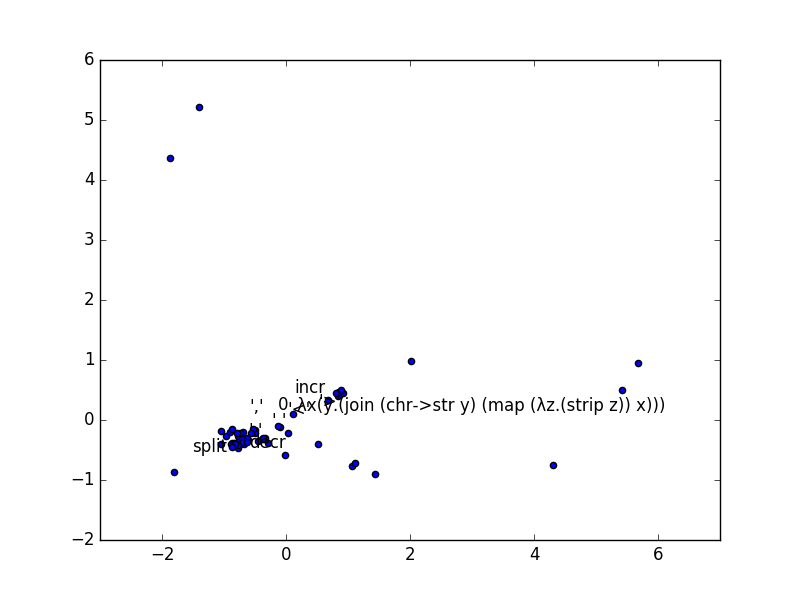 6
5
4
3
2
1
0
−1
−2
−2 0 2 4 6
incr
','
0
λx(y.(join (chr->str y) (map (λz.(strip z)) x)))
' '
split
decr